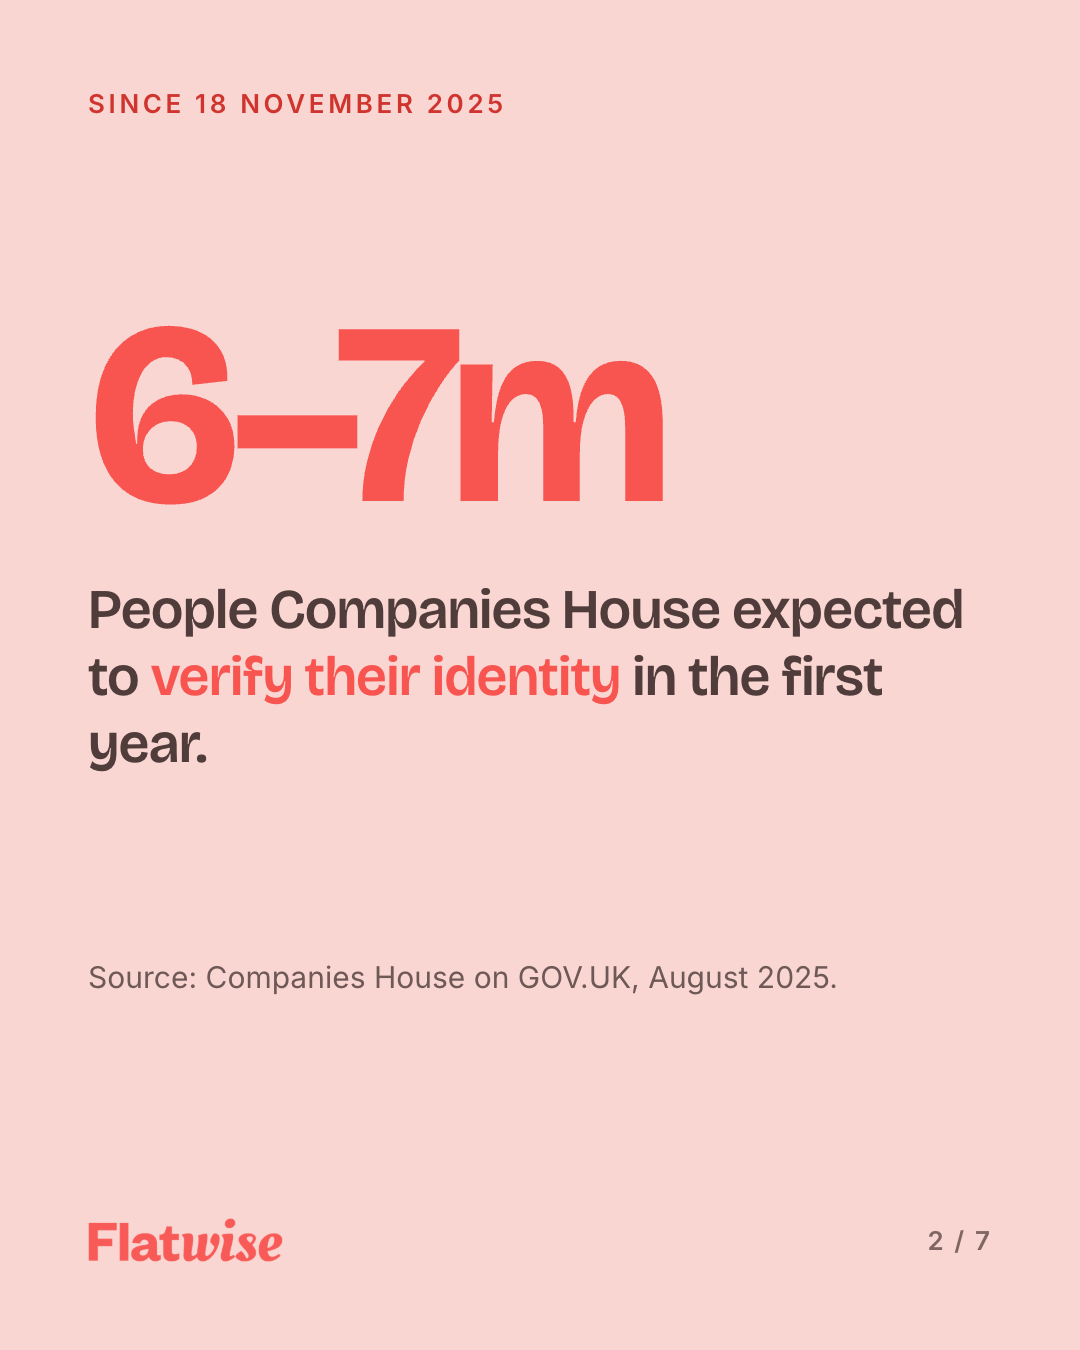 SINCE 18 NOVEMBER 2025
6–7m
People Companies House expected
to verify their identity in the first
year.
Source: Companies House on GOV.UK, August 2025.
Flatwise
2 / 7